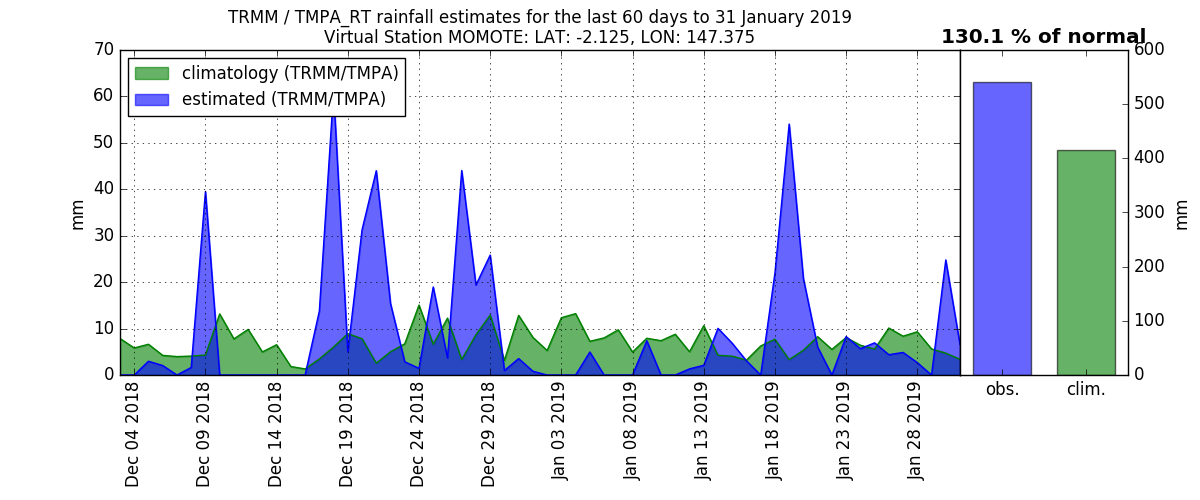 TRMM / TMPA_RT rainfall estimates for the last 60 days to 31 January 2019
Virtual Station MOMOTE: LAT: -2.125, LON: 147.375
130.1 % of normal
climatology (TRMM/TMPA)
estimated (TRMM/TMPA)
70
60
50
40
30
20
10
0
mm
Dec 04 2018
Dec 09 2018
Dec 14 2018
Dec 19 2018
Dec 24 2018
Dec 29 2018
Jan 03 2019
Jan 08 2019
Jan 13 2019
Jan 18 2019
Jan 23 2019
Jan 28 2019
600
500
400
300
200
100
0
mm
obs.
clim.